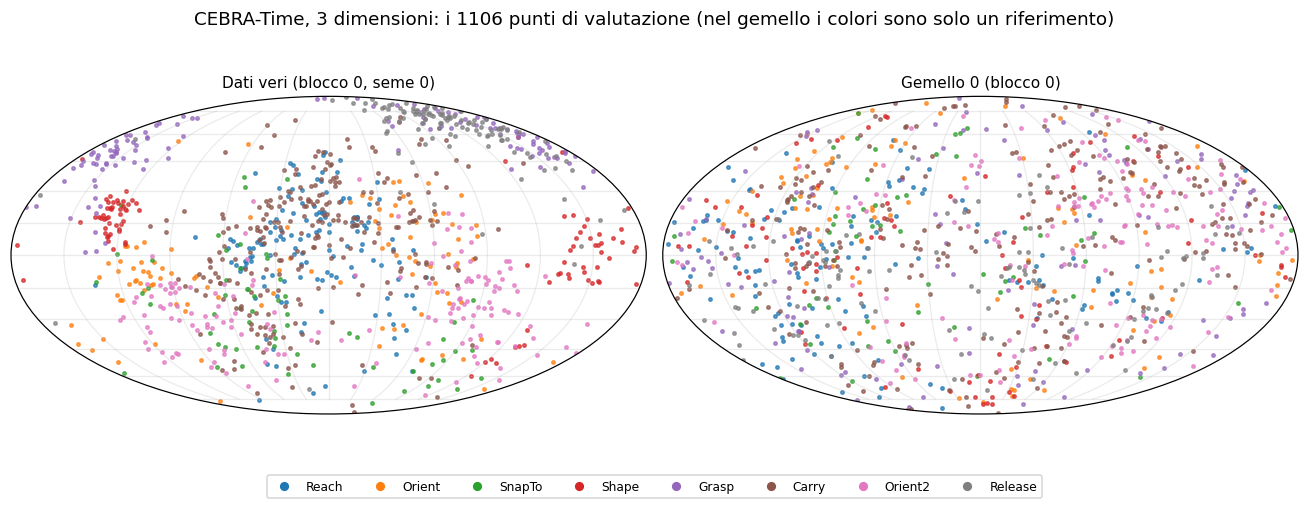 CEBRA-Time, 3 dimensioni: i 1106 punti di valutazione (nel gemello i colori sono solo un riferimento)
Dati veri (blocco 0, seme 0)
Gemello 0 (blocco 0)
Reach Orient SnapTo Shape Grasp Carry Orient2 Release